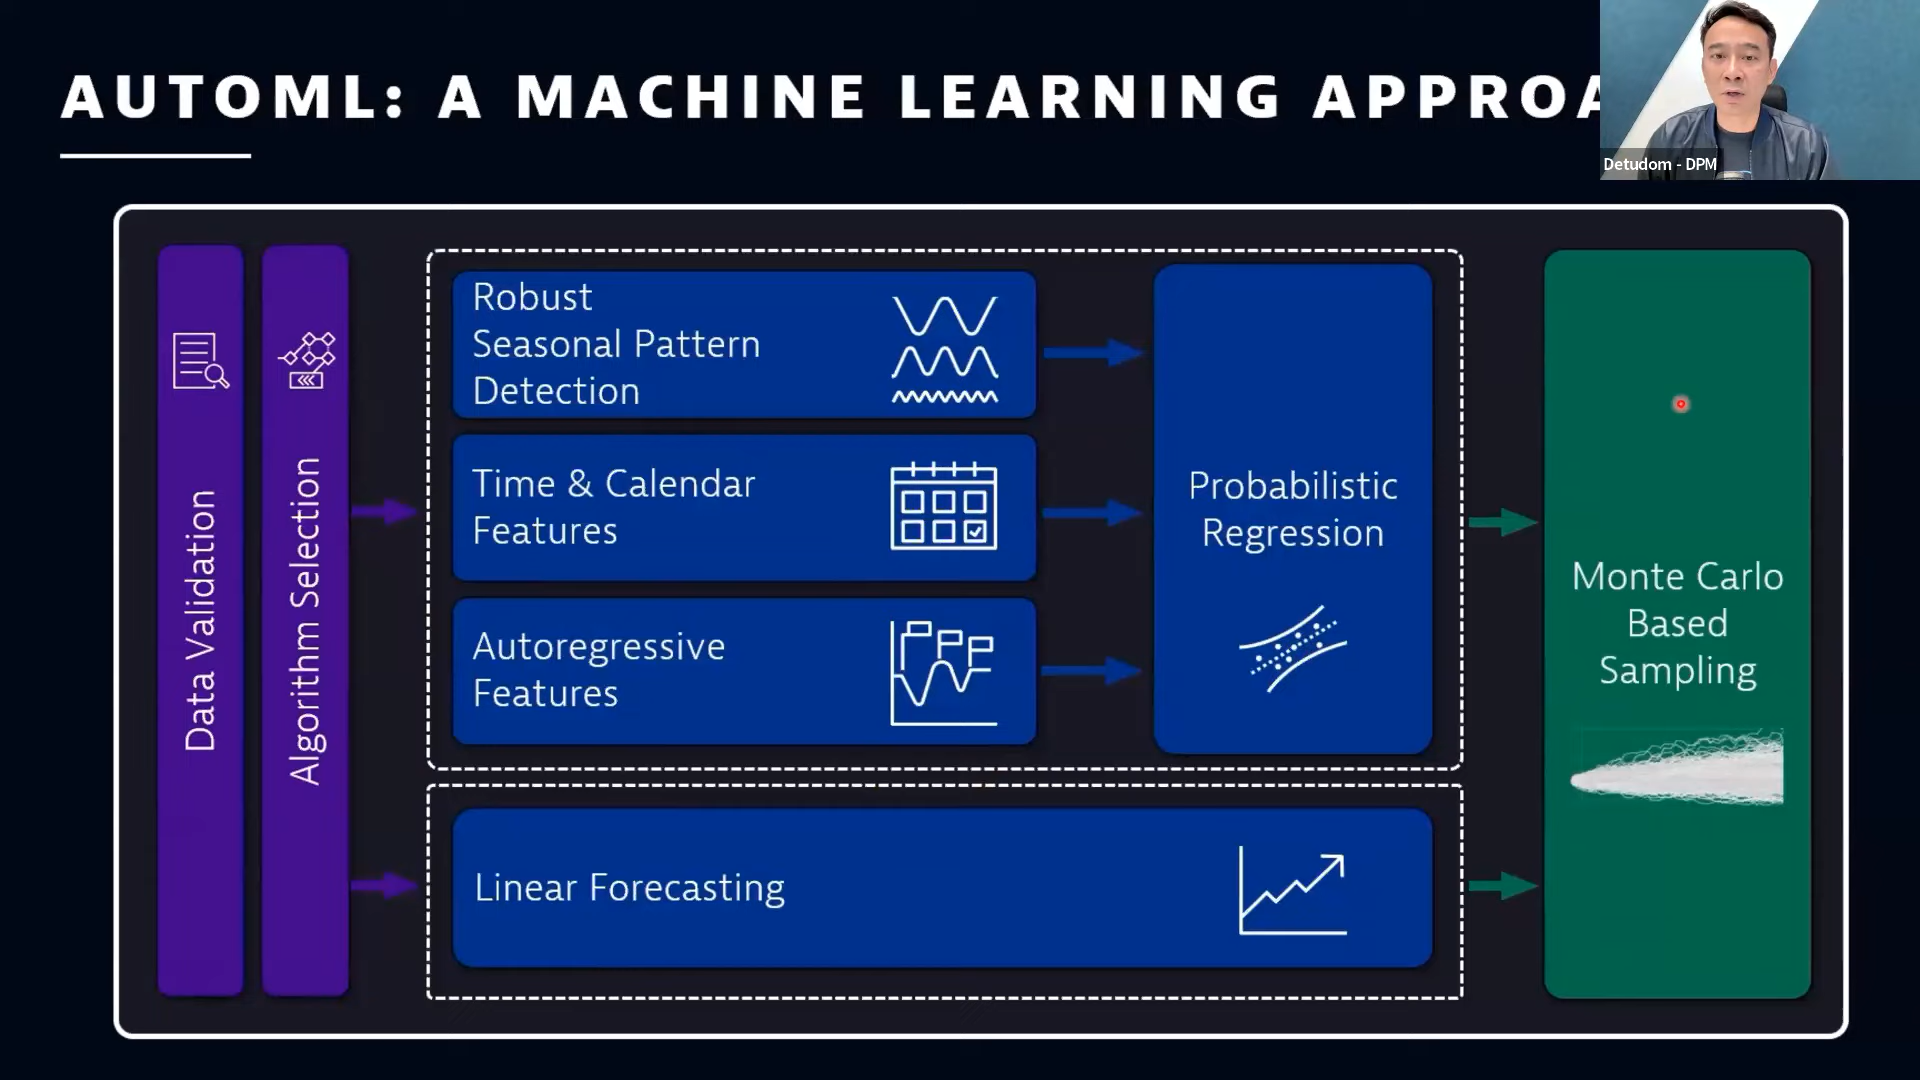 AUTOML: A MACHINE LEARNING APPROA
Detudom - DPM
Data Validation
Algorithm Selection
Robust
Seasonal Pattern
Detection
Time & Calendar
Features
Autoregressive
Features
Probabilistic
Regression
Linear Forecasting
Monte Carlo
Based
Sampling